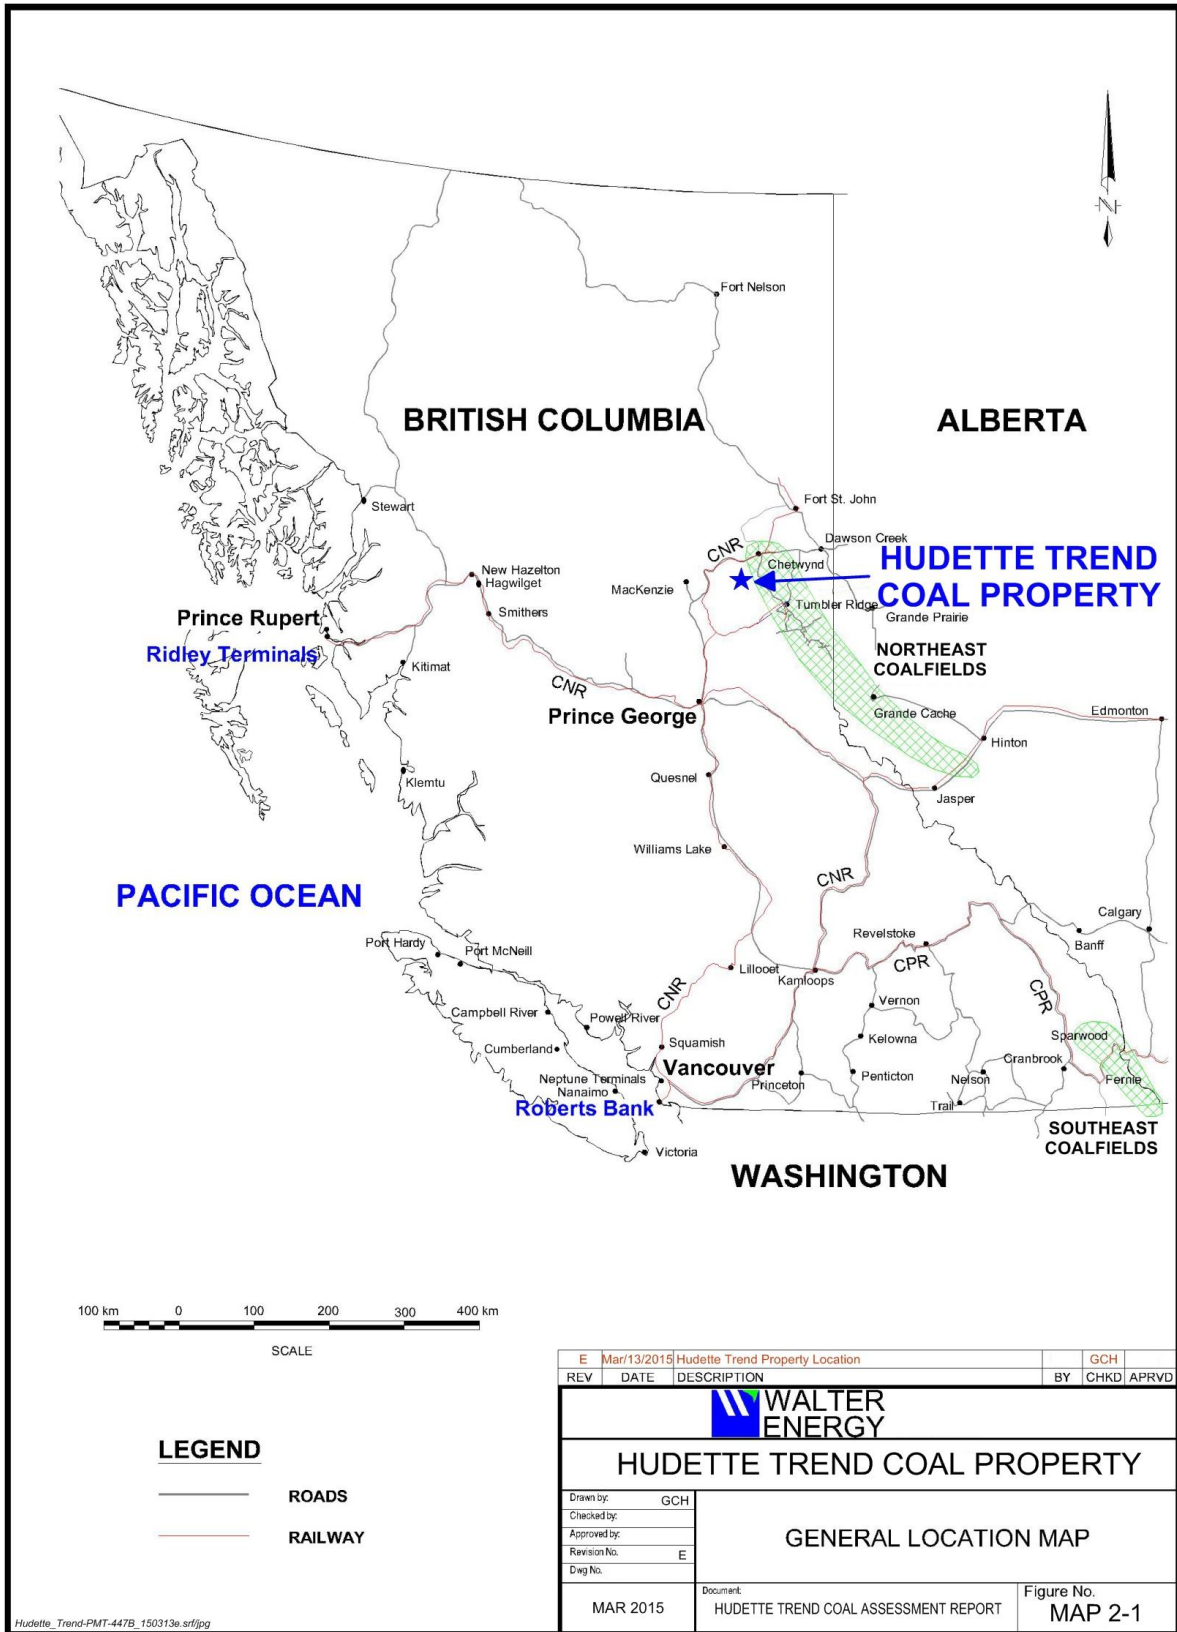 N
Fort Nelson
BRITISH COLUMBIA
ALBERTA
Fort St. John
Stewart
Dawson Creek
CNR
Chetwynd
HUDETTE TREND
COAL PROPERTY
New Hazelton
Hagwilget
MacKenzie
Tumbler Ridge
Grande Prairie
Smithers
Prince Rupert
Ridley Terminals
Kitimat
NORTHEAST
COALFIELDS
CNR
Prince George
Grande Cache
Edmonton
Hinton
Quesnel
Klemtu
Jasper
Williams Lake
CNR
PACIFIC OCEAN
Calgary
Port Hardy
Port McNeill
Revelstoke
Banff
CPR
Lillooet
Kamloops
CNR
CPR
Vernon
Campbell River
Powell River
Sparwood
Kelowna
Squamish
Cumberland
Cranbrook
Vancouver
Neptune Terminals
Princeton
Penticton
Nelson
Fernie
Nanaimo
Roberts Bank
Trail
SOUTHEAST
COALFIELDS
Victoria
WASHINGTON
100 km 0 100 200 300 400 km
SCALE
LEGEND
ROADS
RAILWAY
E Mar/13/2015 Hudette Trend Property Location GCH
REV DATE DESCRIPTION BY CHKD APRVD
WALTER
ENERGY
HUDETTE TREND COAL PROPERTY
Drawn by: GCH
Checked by:
Approved by:
Revision No. E
Dwg No.
GENERAL LOCATION MAP
MAR 2015
Document:
HUDETTE TREND COAL ASSESSMENT REPORT
Figure No.
MAP 2-1
Hudette_Trend-PMT-447B_150313e.srf/jpg